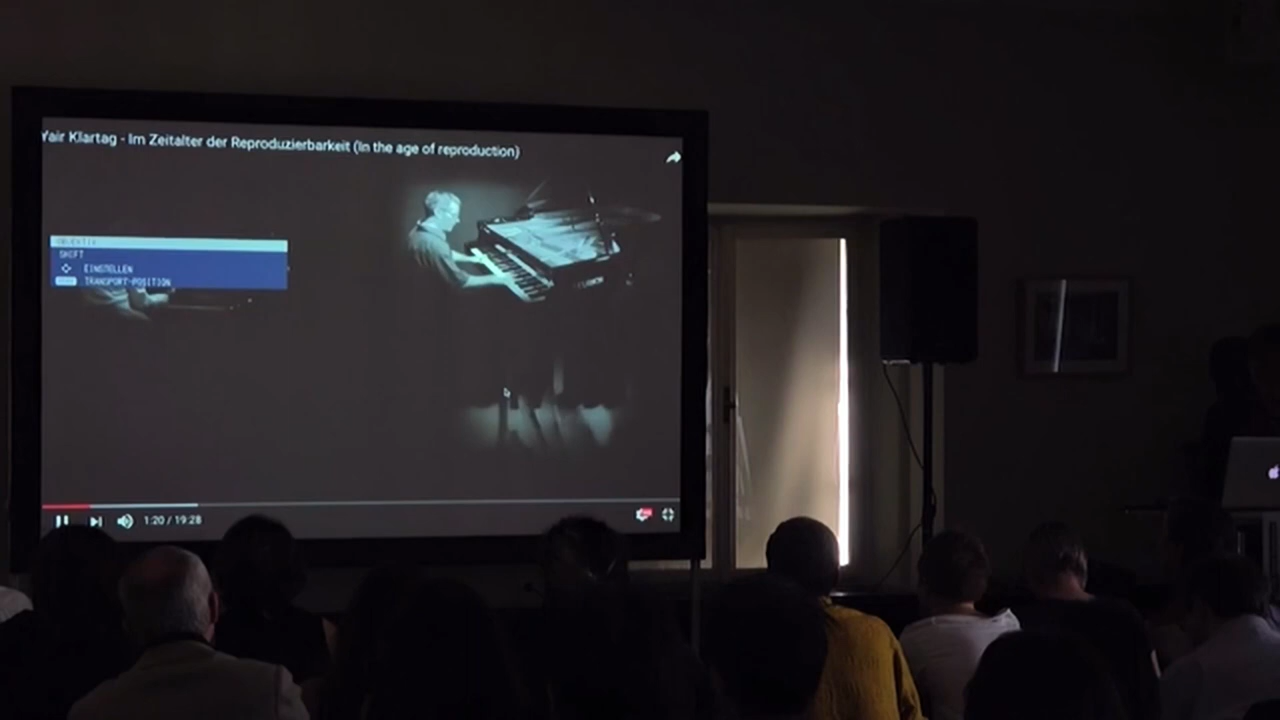 Yair Klartag - Im Zeitalter der Reproduzierbarkeit (In the age of reproduction)
OBJEKTIV
SHIFT
EINSTELLEN
TRANSPORT-POSITION
1:20 / 19:28